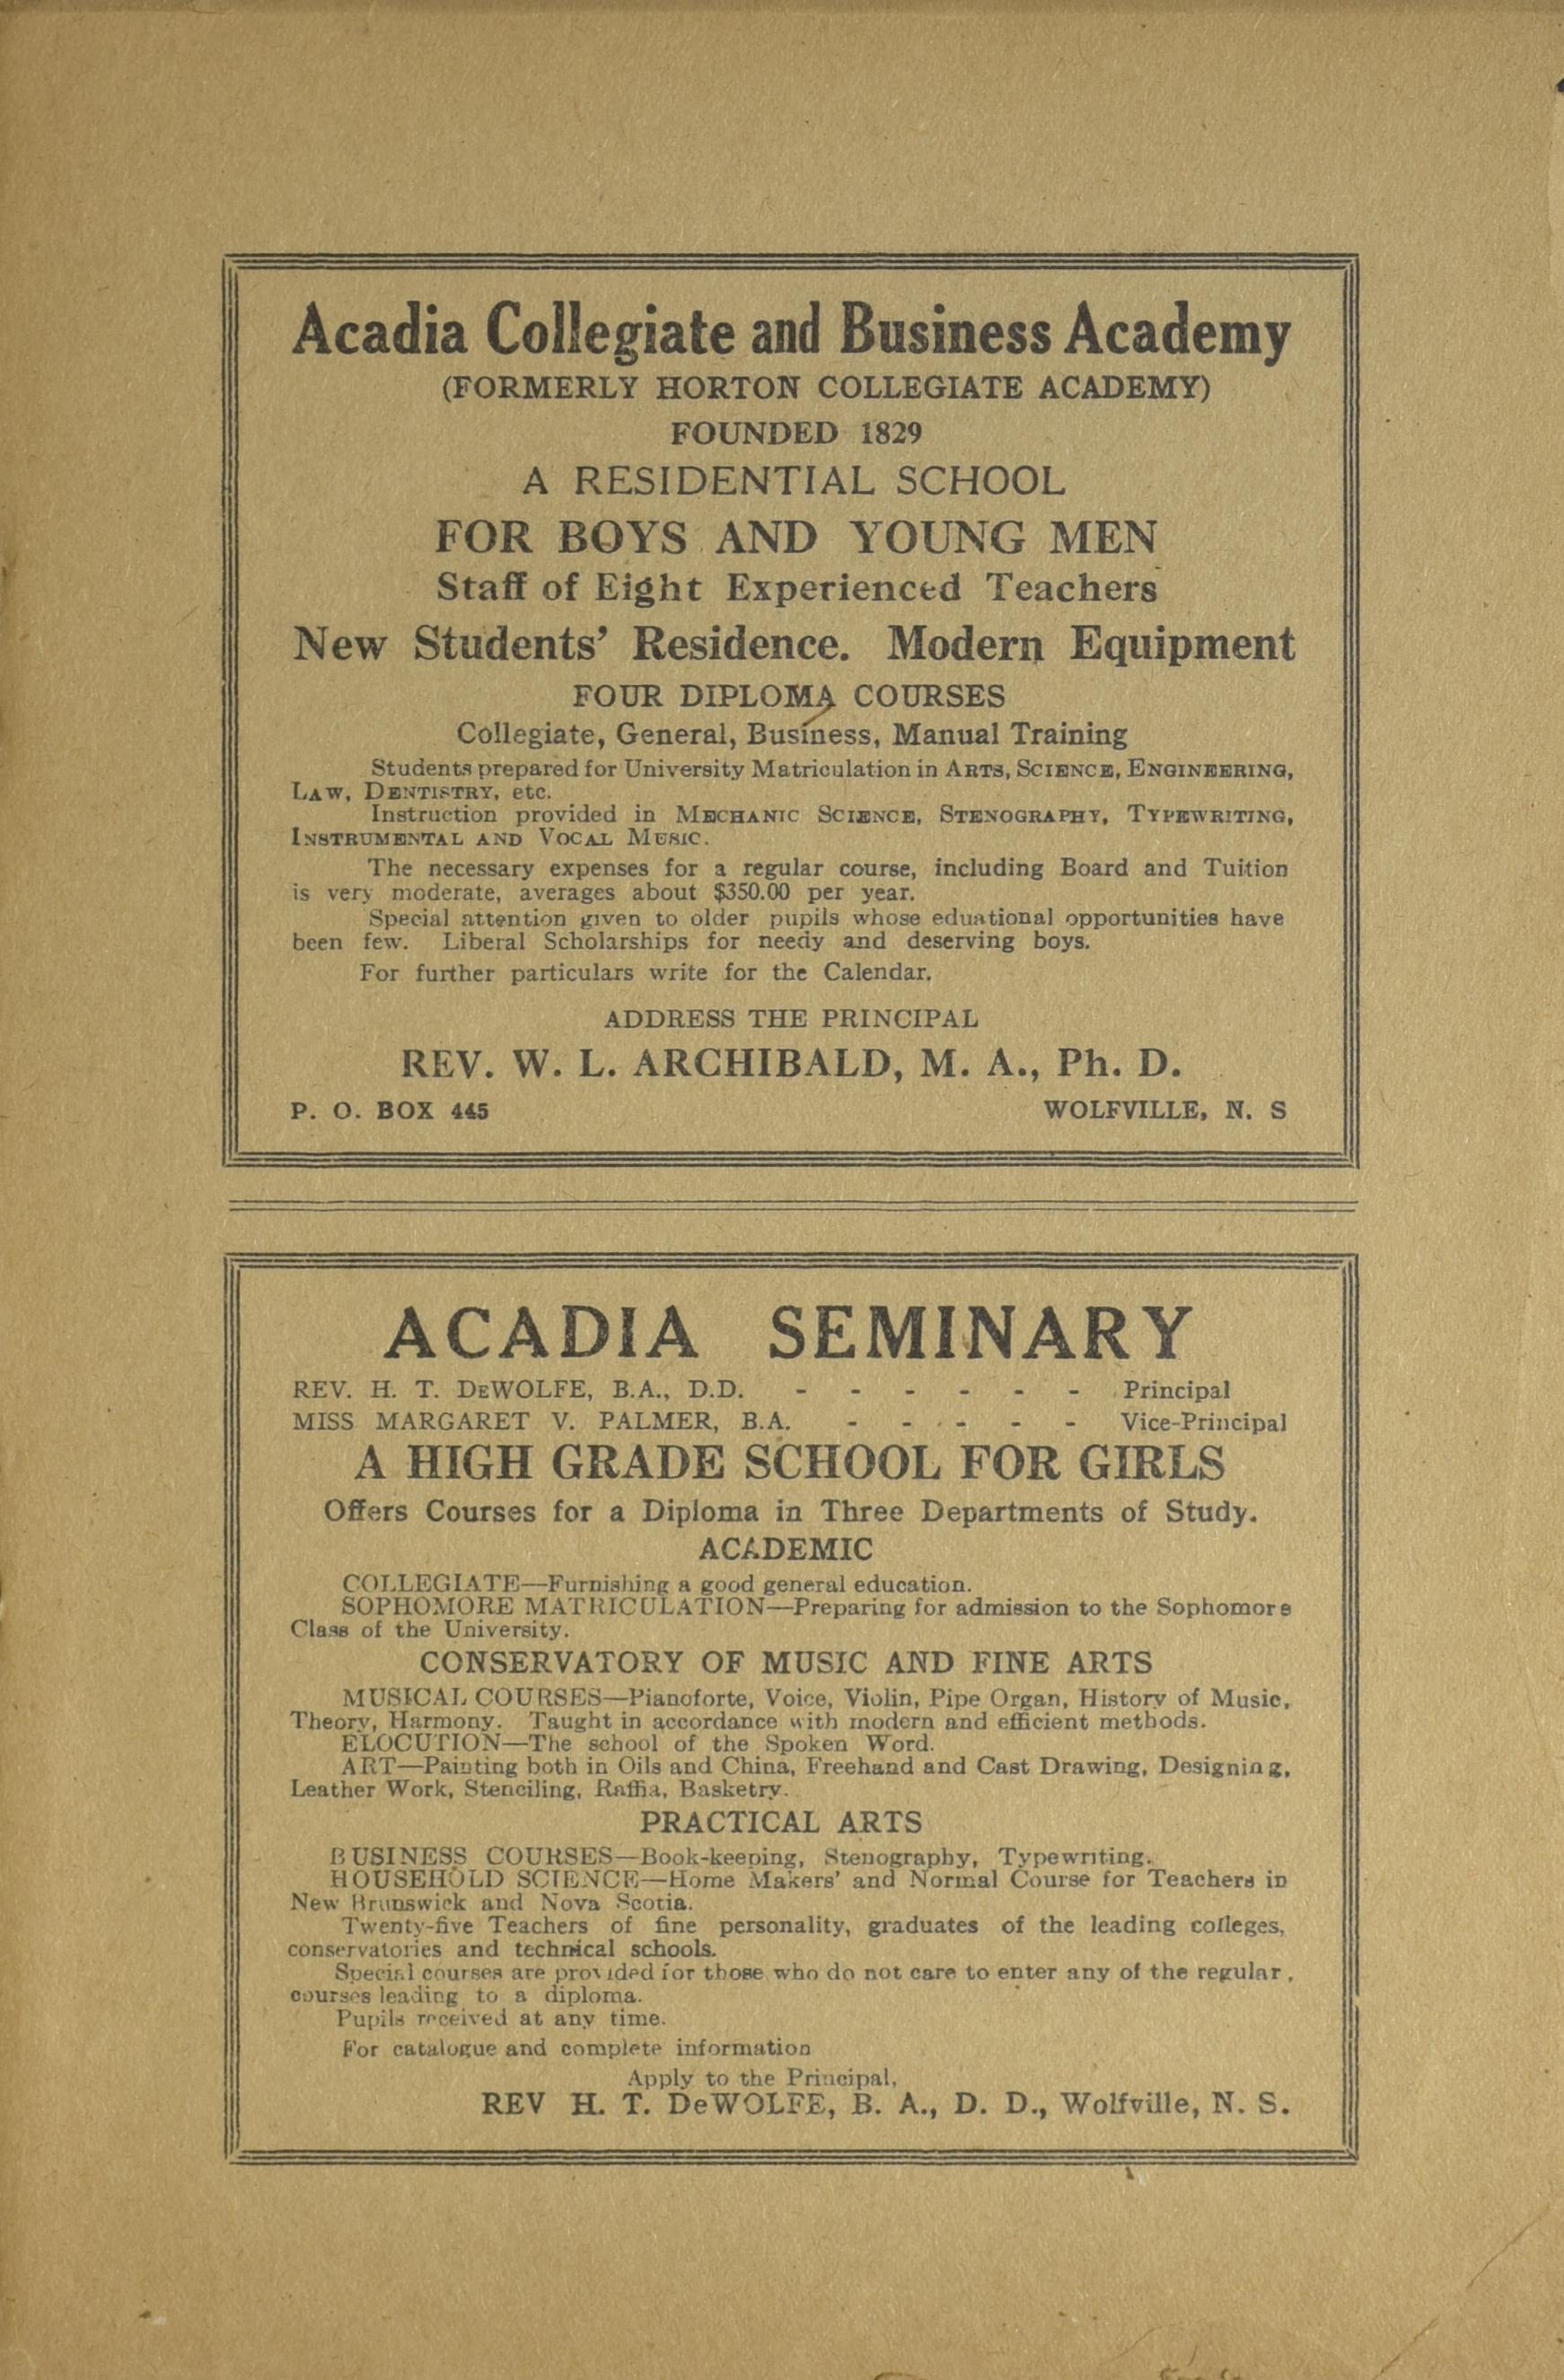 Acadia Collegiate and Business Academy
(FORMERLY HORTON COLLEGIATE ACADEMY)
FOUNDED 1829
A RESIDENTIAL SCHOOL
FOR BOYS AND YOUNG MEN
Staff of Eight Experienced Teachers
New Students' Residence. Modern Equipment
FOUR DIPLOMA COURSES
Collegiate, General, Business, Manual Training
Students prepared for University Matriculation in ARTS, SCIENCE, ENGINEERING,
LAW, DENTISTRY, etc.
Instruction provided in MECHANIC SCIENCE, STENOGRAPHY, TYPEWRITING,
INSTRUMENTAL AND VOCAL MUSIC.
The necessary expenses for a regular course, including Board and Tuition
is very moderate, averages about $350.00 per year.
Special attention given to older pupils whose eduational opportunities have
been few. Liberal Scholarships for needy and deserving boys.
For further particulars write for the Calendar.
ADDRESS THE PRINCIPAL
REV. W. L. ARCHIBALD, M. A., Ph. D.
P. O. BOX 445 WOLFVILLE, N. S
ACADIA SEMINARY
REV. H. T. DEWOLFE, B.A., D.D. - - - - - - Principal
MISS MARGARET V. PALMER, B.A. - - - - - Vice-Principal
A HIGH GRADE SCHOOL FOR GIRLS
Offers Courses for a Diploma in Three Departments of Study.
ACADEMIC
COLLEGIATE—Furnishing a good general education.
SOPHOMORE MATRICULATION—Preparing for admission to the Sophomore
Class of the University.
CONSERVATORY OF MUSIC AND FINE ARTS
MUSICAL COURSES—Pianoforte, Voice, Violin, Pipe Organ, History of Music,
Theory, Harmony. Taught in accordance with modern and efficient methods.
ELOCUTION—The school of the Spoken Word.
ART—Painting both in Oils and China, Freehand and Cast Drawing, Designing,
Leather Work, Stenciling, Raffia, Basketry.
PRACTICAL ARTS
BUSINESS COURSES—Book-keeping, Stenography, Typewriting.
HOUSEHOLD SCIENCE—Home Makers' and Normal Course for Teachers in
New Brunswick and Nova Scotia.
Twenty-five Teachers of fine personality, graduates of the leading colleges,
conservatories and technical schools.
Special courses are provided for those who do not care to enter any of the regular
courses leading to a diploma.
Pupils received at any time.
For catalogue and complete information
Apply to the Principal,
REV H. T. DeWOLFE, B. A., D. D., Wolfville, N. S.